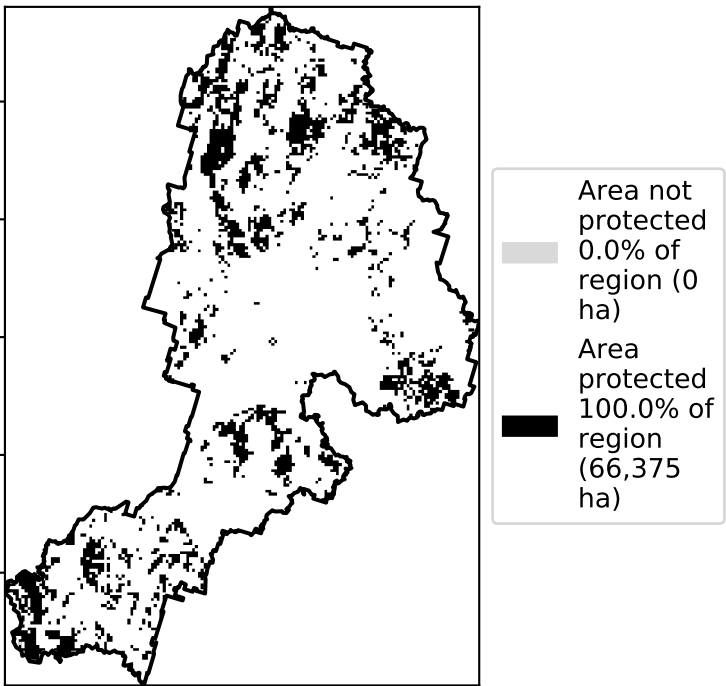 Area not
protected
0.0% of
region (0
ha)
Area
protected
100.0% of
region
(66,375
ha)